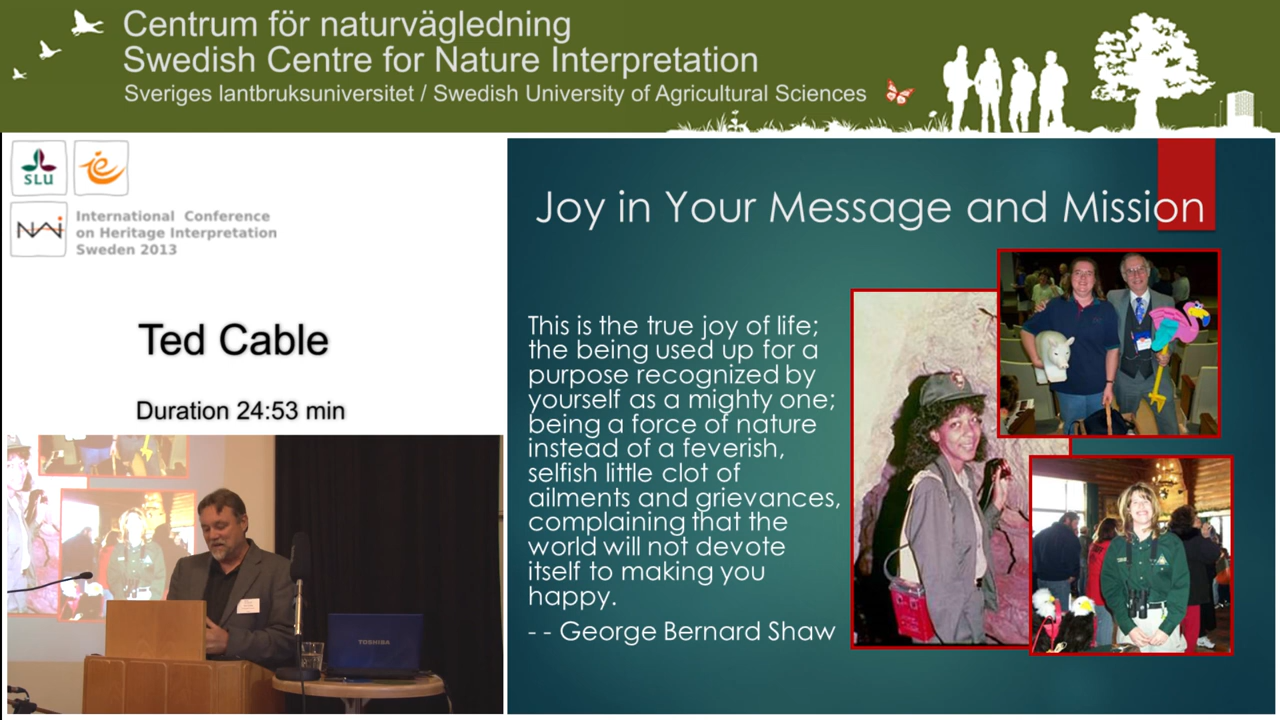 Centrum för naturvägledning
Swedish Centre for Nature Interpretation
Sveriges lantbruksuniversitet / Swedish University of Agricultural Sciences
SLU
NAI
International Conference
on Heritage Interpretation
Sweden 2013
Ted Cable
Duration 24:53 min
TOSHIBA
Joy in Your Message and Mission
This is the true joy of life;
the being used up for a
purpose recognized by
yourself as a mighty one;
being a force of nature
instead of a feverish,
selfish little clot of
ailments and grievances,
complaining that the
world will not devote
itself to making you
happy.
- - George Bernard Shaw